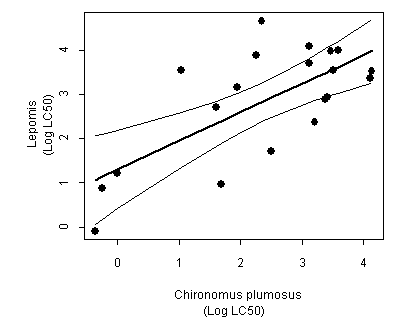 Lepomis
(Log LC50)
4
3
2
1
0
0 1 2 3 4
Chironomus plumosus
(Log LC50)